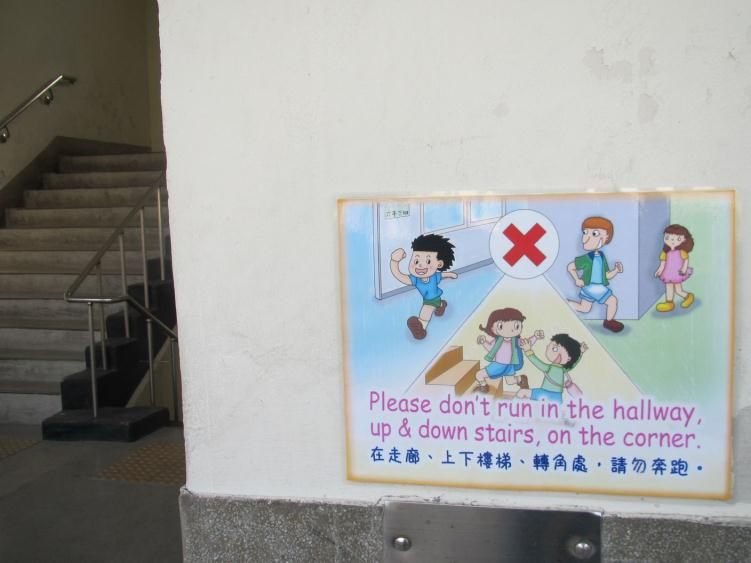 Please don't run in the hallway,
up & down stairs, on the corner.
在走廊、上下樓梯、轉角處，請勿奔跑。